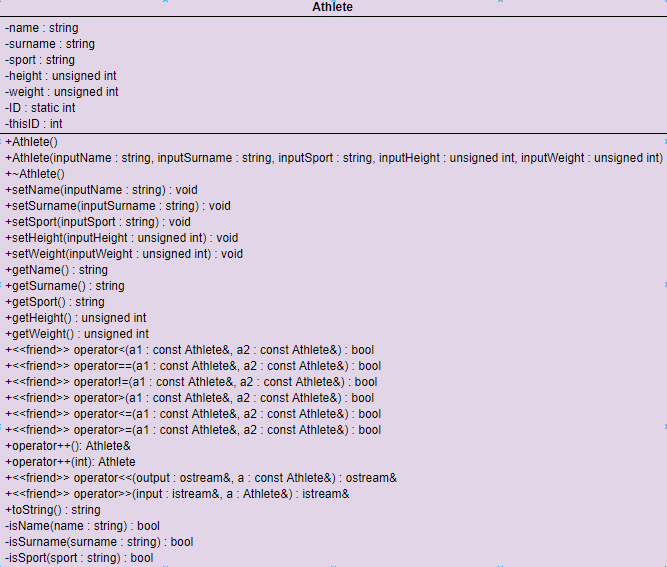 Athlete
-name : string
-surname : string
-sport : string
-height : unsigned int
-weight : unsigned int
-ID : static int
-thisID : int
+Athlete()
+Athlete(inputName : string, inputSurname : string, inputSport : string, inputHeight : unsigned int, inputWeight : unsigned int)
+~Athlete()
+setName(inputName : string) : void
+setSurname(inputSurname : string) : void
+setSport(inputSport : string) : void
+setHeight(inputHeight : unsigned int) : void
+setWeight(inputWeight : unsigned int) : void
+getName() : string
+getSurname() : string
+getSport() : string
+getHeight() : unsigned int
+getWeight() : unsigned int
+<<friend>> operator<(a1 : const Athlete&, a2 : const Athlete&) : bool
+<<friend>> operator==(a1 : const Athlete&, a2 : const Athlete&) : bool
+<<friend>> operator!=(a1 : const Athlete&, a2 : const Athlete&) : bool
+<<friend>> operator>(a1 : const Athlete&, a2 : const Athlete&) : bool
+<<friend>> operator<=(a1 : const Athlete&, a2 : const Athlete&) : bool
+<<friend>> operator>=(a1 : const Athlete&, a2 : const Athlete&) : bool
+operator++(): Athlete&
+operator++(int): Athlete
+<<friend>> operator<<(output : ostream&, a : const Athlete&) : ostream&
+<<friend>> operator>>(input : istream&, a : Athlete&) : istream&
+toString() : string
-isName(name : string) : bool
-isSurname(surname : string) : bool
-isSport(sport : string) : bool